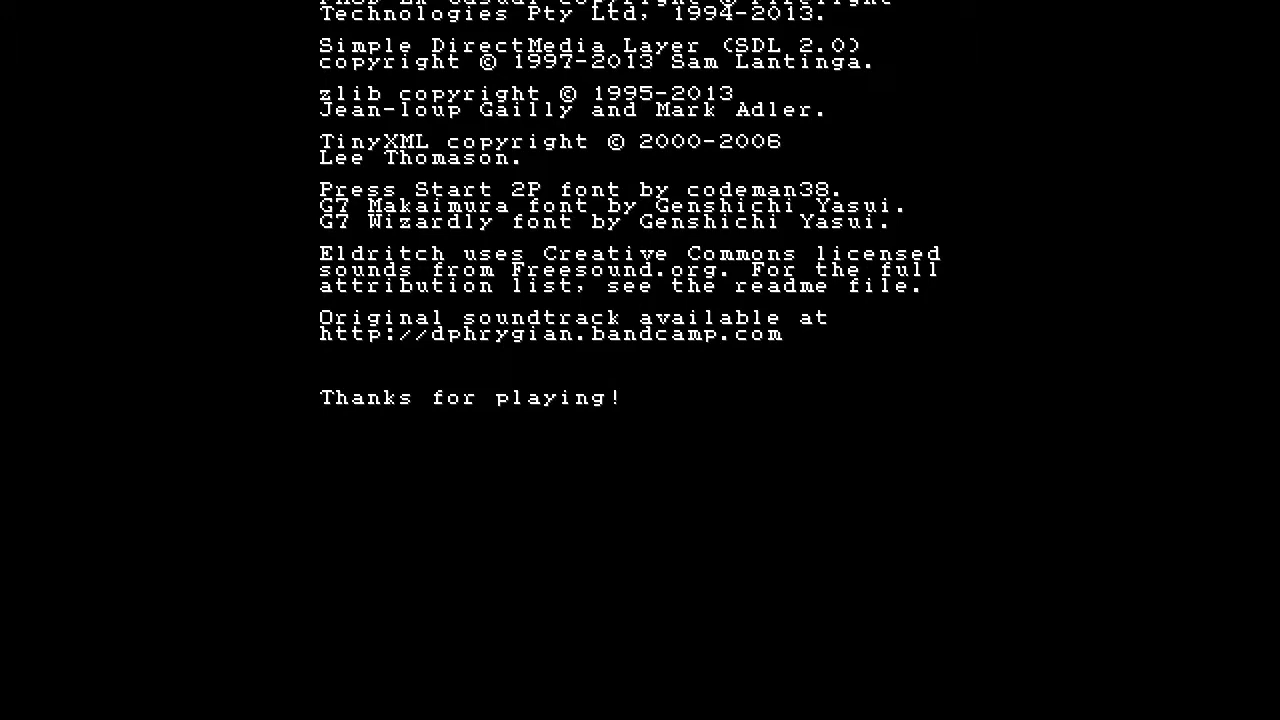 Technologies Pty Ltd, 1994-2013.
Simple DirectMedia Layer (SDL 2.0)
copyright © 1997-2013 Sam Lantinga.
zlib copyright © 1995-2013
Jean-loup Gailly and Mark Adler.
TinyXML copyright © 2000-2006
Lee Thomason.
Press Start 2P font by codeman38.
G7 Makaimura font by Genshichi Yasui.
G7 Wizardly font by Genshichi Yasui.
Eldritch uses Creative Commons licensed
sounds from Freesound.org. For the full
attribution list, see the readme file.
Original soundtrack available at
http://dphrygian.bandcamp.com
Thanks for playing!